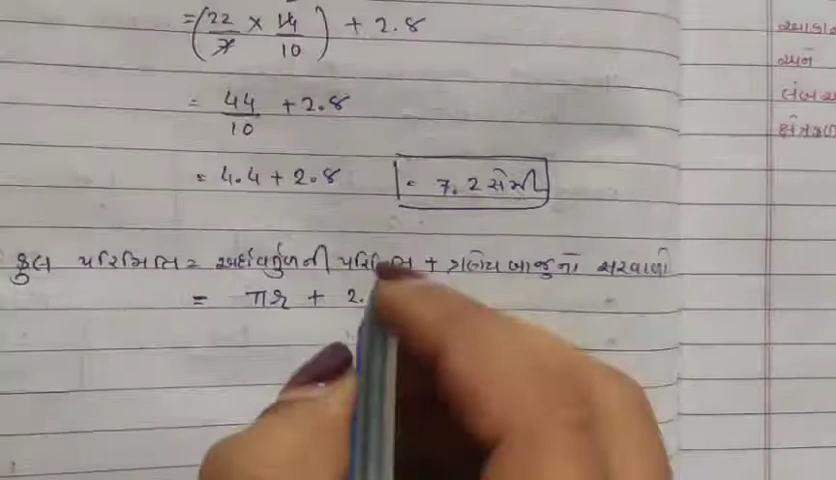 = (22/7 × 14/10) + 2.8
= 44/10 + 2.8
= 4.4 + 2.8 = 7.2 સેમી
કુલ પરિમિતિ = અર્ધવર્તુળની પરિમિતિ + ત્રણેય બાજુનો સરવાળો
= πr + 2.
અને